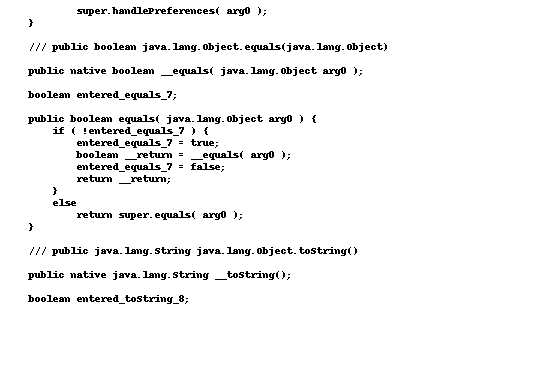 super.handlePreferences( arg0 );
}
/// public boolean java.lang.Object.equals(java.lang.Object)
public native boolean __equals( java.lang.Object arg0 );
boolean entered_equals_7;
public boolean equals( java.lang.Object arg0 ) {
if ( !entered_equals_7 ) {
entered_equals_7 = true;
boolean __return = __equals( arg0 );
entered_equals_7 = false;
return __return;
}
else
return super.equals( arg0 );
}
/// public java.lang.String java.lang.Object.toString()
public native java.lang.String __toString();
boolean entered_toString_8;